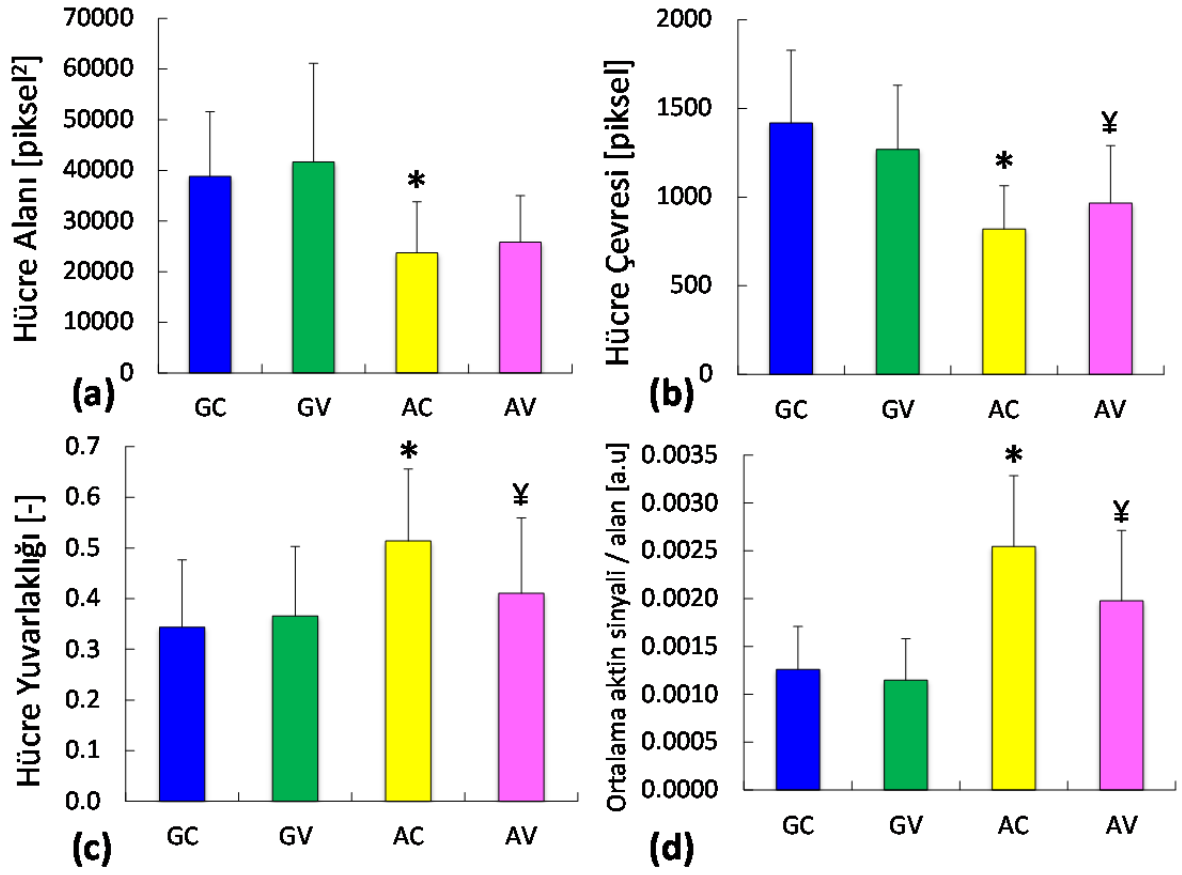 Hücre Alanı [piksel²]
70000
60000
50000
40000
30000
20000
10000
0
*
GC GV AC AV
(a)
Hücre Çevresi [piksel]
2000
1500
1000
500
0
* ¥
GC GV AC AV
(b)
Hücre Yuvarlaklığı [-]
0.7
0.6
0.5
0.4
0.3
0.2
0.1
0.0
* ¥
GC GV AC AV
(c)
Ortalama aktin sinyali / alan [a.u]
0.0035
0.0030
0.0025
0.0020
0.0015
0.0010
0.0005
0.0000
* ¥
GC GV AC AV
(d)